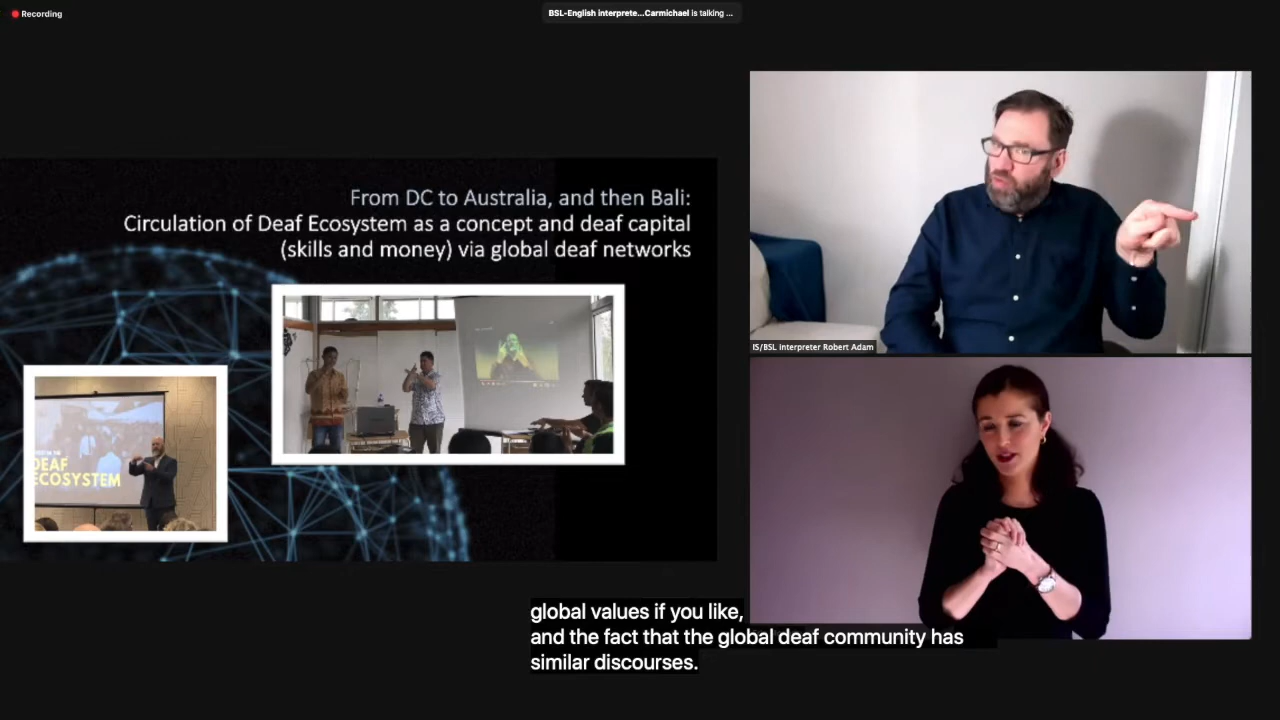 Recording
BSL-English interprete...Carmichael is talking ...
From DC to Australia, and then Bali:
Circulation of Deaf Ecosystem as a concept and deaf capital
(skills and money) via global deaf networks
DEAF
ECOSYSTEM
IS/BSL interpreter Robert Adam
global values if you like,
and the fact that the global deaf community has
similar discourses.